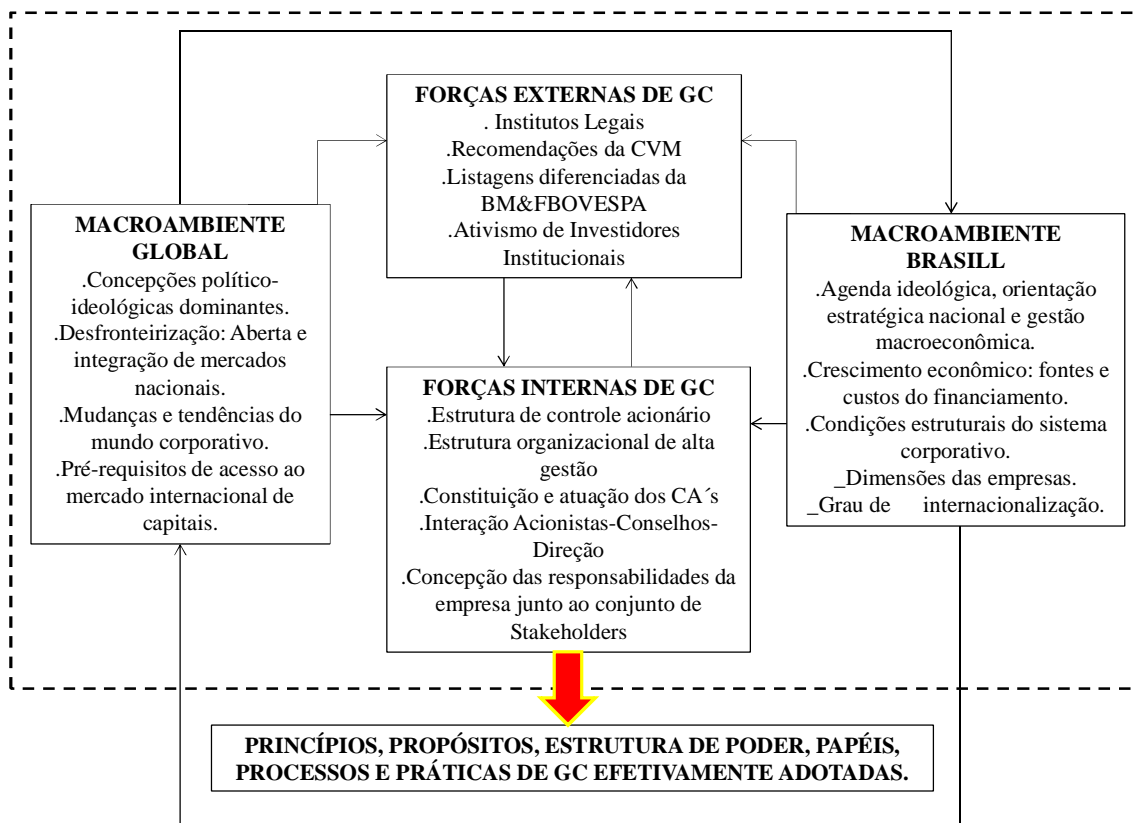 FORÇAS EXTERNAS DE GC
. Institutos Legais
.Recomendações da CVM
.Listagens diferenciadas da
BM&FBOVESPA
.Ativismo de Investidores
Institucionais
MACROAMBIENTE
GLOBAL
.Concepções político-
ideológicas dominantes.
.Desfronteirização: Aberta e
integração de mercados
nacionais.
.Mudanças e tendências do
mundo corporativo.
.Pré-requisitos de acesso ao
mercado internacional de
capitais.
MACROAMBIENTE
BRASILL
.Agenda ideológica, orientação
estratégica nacional e gestão
macroeconômica.
.Crescimento econômico: fontes e
custos do financiamento.
.Condições estruturais do sistema
corporativo.
_Dimensões das empresas.
_Grau de internacionalização.
FORÇAS INTERNAS DE GC
.Estrutura de controle acionário
.Estrutura organizacional de alta
gestão
.Constituição e atuação dos CA´s
.Interação Acionistas-Conselhos-
Direção
.Concepção das responsabilidades da
empresa junto ao conjunto de
Stakeholders
PRINCÍPIOS, PROPÓSITOS, ESTRUTURA DE PODER, PAPÉIS,
PROCESSOS E PRÁTICAS DE GC EFETIVAMENTE ADOTADAS.